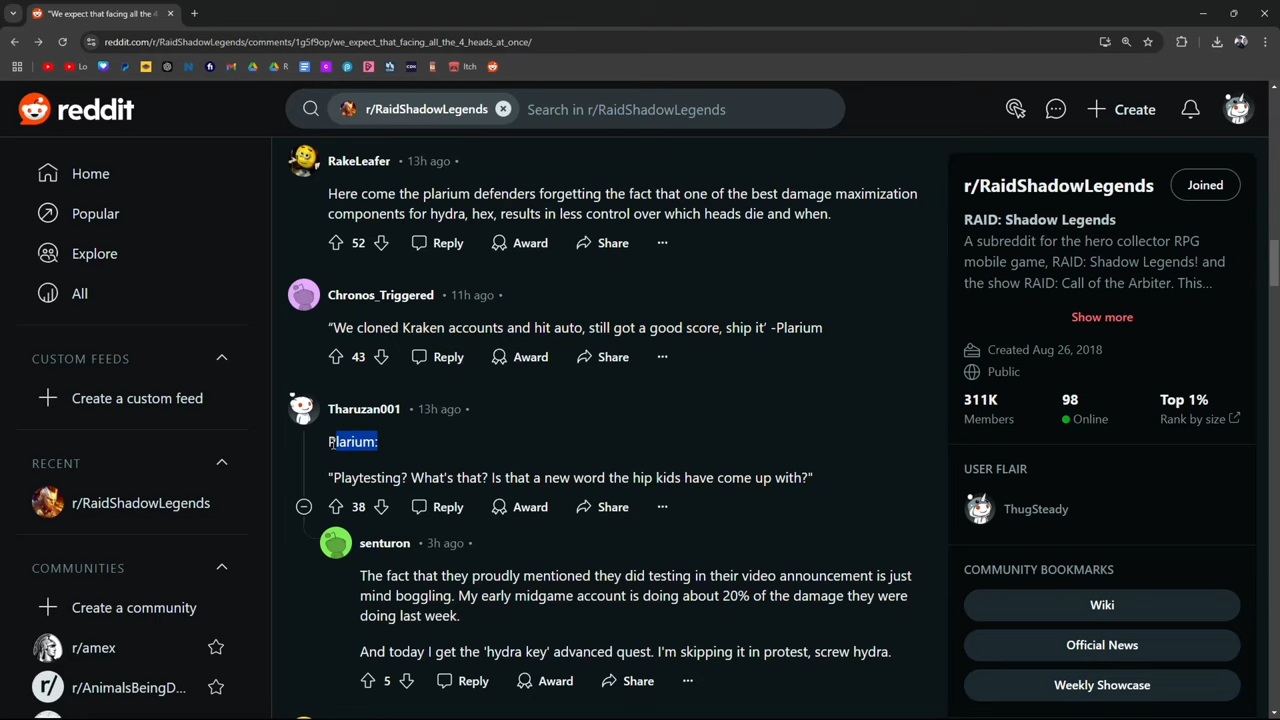 "We expect that facing all the 4
reddit.com/r/RaidShadowLegends/comments/1g5f9op/we_expect_that_facing_all_the_4_heads_at_once/
Lo
Itch
reddit
r/RaidShadowLegends
Search in r/RaidShadowLegends
Create
Home
Popular
Explore
All
CUSTOM FEEDS
Create a custom feed
RECENT
r/RaidShadowLegends
COMMUNITIES
Create a community
r/amex
r/AnimalsBeingD...
RakeLeafer • 13h ago •
Here come the plarium defenders forgetting the fact that one of the best damage maximization
components for hydra, hex, results in less control over which heads die and when.
52 Reply Award Share
Chronos_Triggered • 11h ago •
“We cloned Kraken accounts and hit auto, still got a good score, ship it’ -Plarium
43 Reply Award Share
Tharuzan001 • 13h ago •
Plarium:
"Playtesting? What's that? Is that a new word the hip kids have come up with?"
38 Reply Award Share
senturon • 3h ago •
The fact that they proudly mentioned they did testing in their video announcement is just
mind boggling. My early midgame account is doing about 20% of the damage they were
doing last week.
And today I get the 'hydra key' advanced quest. I'm skipping it in protest, screw hydra.
5 Reply Award Share
r/RaidShadowLegends Joined
RAID: Shadow Legends
A subreddit for the hero collector RPG
mobile game, RAID: Shadow Legends! and
the show RAID: Call of the Arbiter. This...
Show more
Created Aug 26, 2018
Public
311K 98 Top 1%
Members Online Rank by size
USER FLAIR
ThugSteady
COMMUNITY BOOKMARKS
Wiki
Official News
Weekly Showcase